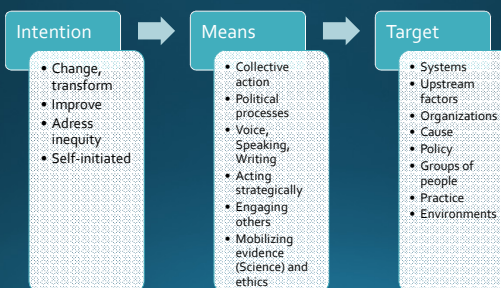 Intention
• Change,
transform
• Improve
• Adress
inequity
• Self-initiated
Means
• Collective
action
• Political
processes
• Voice,
Speaking,
Writing
• Acting
strategically
• Engaging
others
• Mobilizing
evidence
(Science) and
ethics
Target
• Systems
• Upstream
factors
• Organizations
• Cause
• Policy
• Groups of
people
• Practice
• Environments